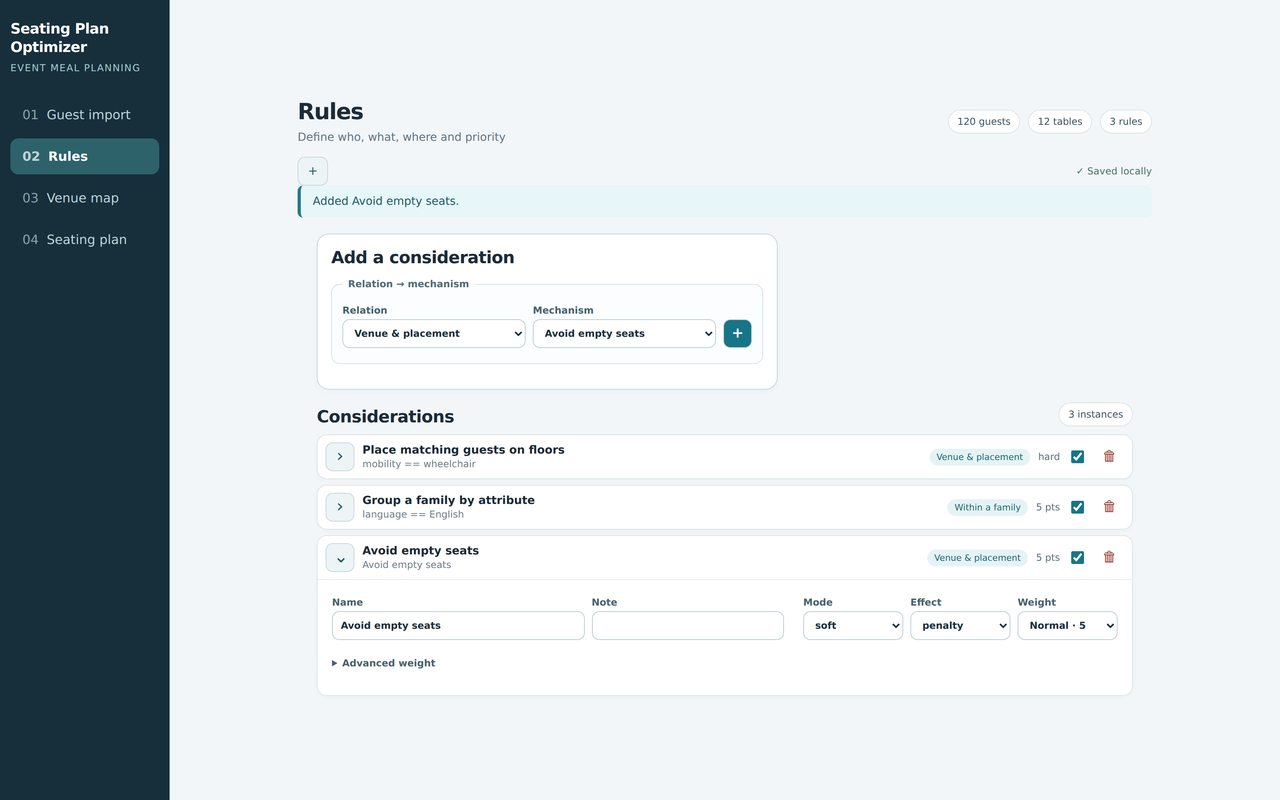 Seating Plan
Optimizer
EVENT MEAL PLANNING
01 Guest import
02 Rules
03 Venue map
04 Seating plan
Rules
Define who, what, where and priority
120 guests
12 tables
3 rules
+
✓ Saved locally
Added Avoid empty seats.
Add a consideration
Relation → mechanism
Relation
Mechanism
Venue & placement
Avoid empty seats
+
Considerations
3 instances
Place matching guests on floors
mobility == wheelchair
Venue & placement
hard
Group a family by attribute
language == English
Within a family
5 pts
Avoid empty seats
Avoid empty seats
Venue & placement
5 pts
Name
Note
Mode
Effect
Weight
Avoid empty seats
soft
penalty
Normal · 5
Advanced weight